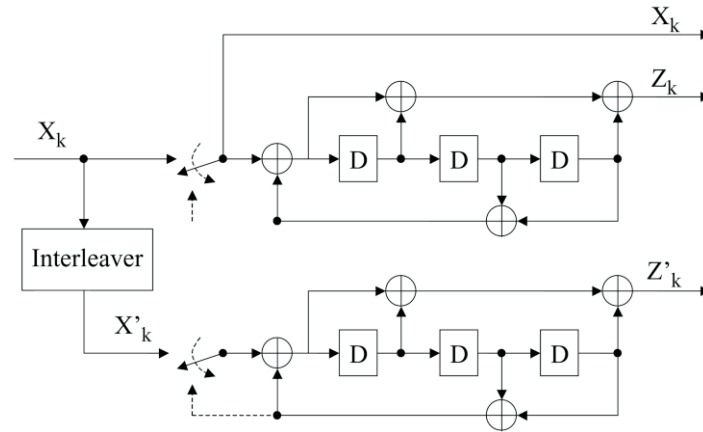 X_k
Z_k
X_k
D D D
Interleaver
Z'_k
X'_k
D D D